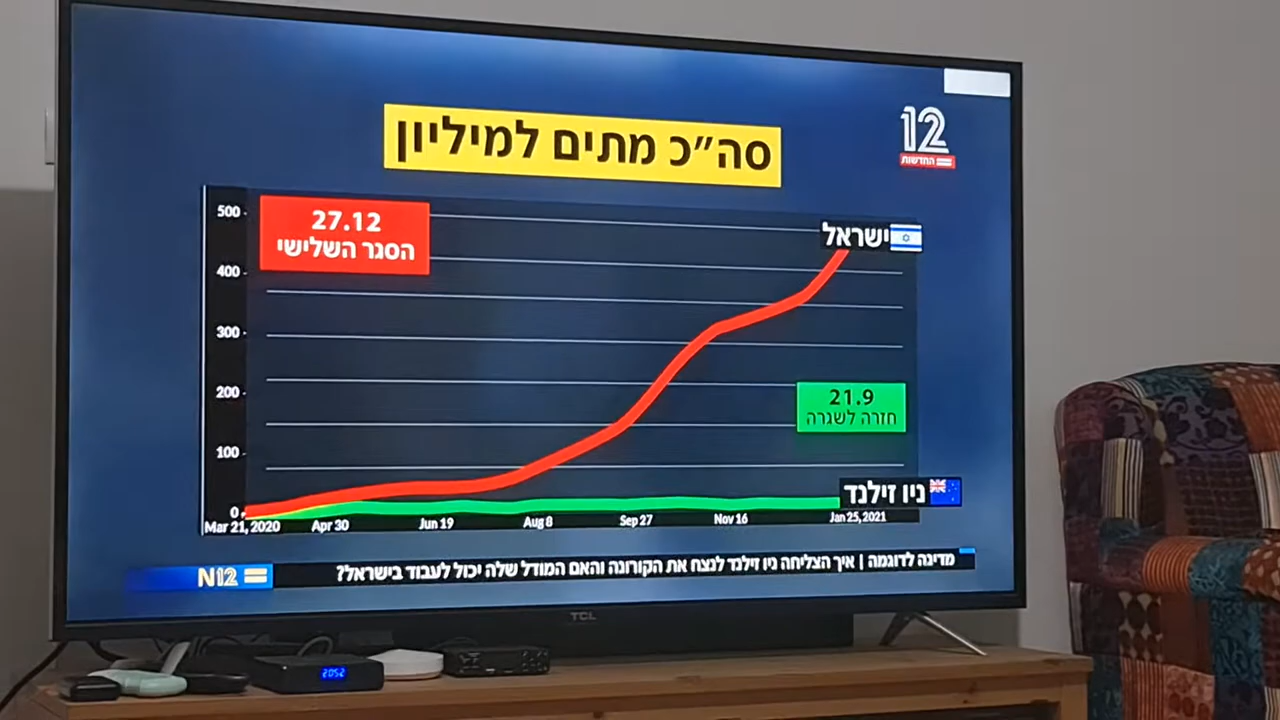 סה״כ מתים למיליון
12
החדשות
27.12
הסגר השלישי
ישראל
21.9
חזרה לשגרה
ניו זילנד
500
400
300
200
100
0
Mar 21, 2020 Apr 30 Jun 19 Aug 8 Sep 27 Nov 16 Jan 25, 2021
מדינה לדוגמה | איך הצליחה ניו זילנד לנצח את הקורונה והאם המודל שלה יכול לעבוד בישראל?
N12
TCL
2052